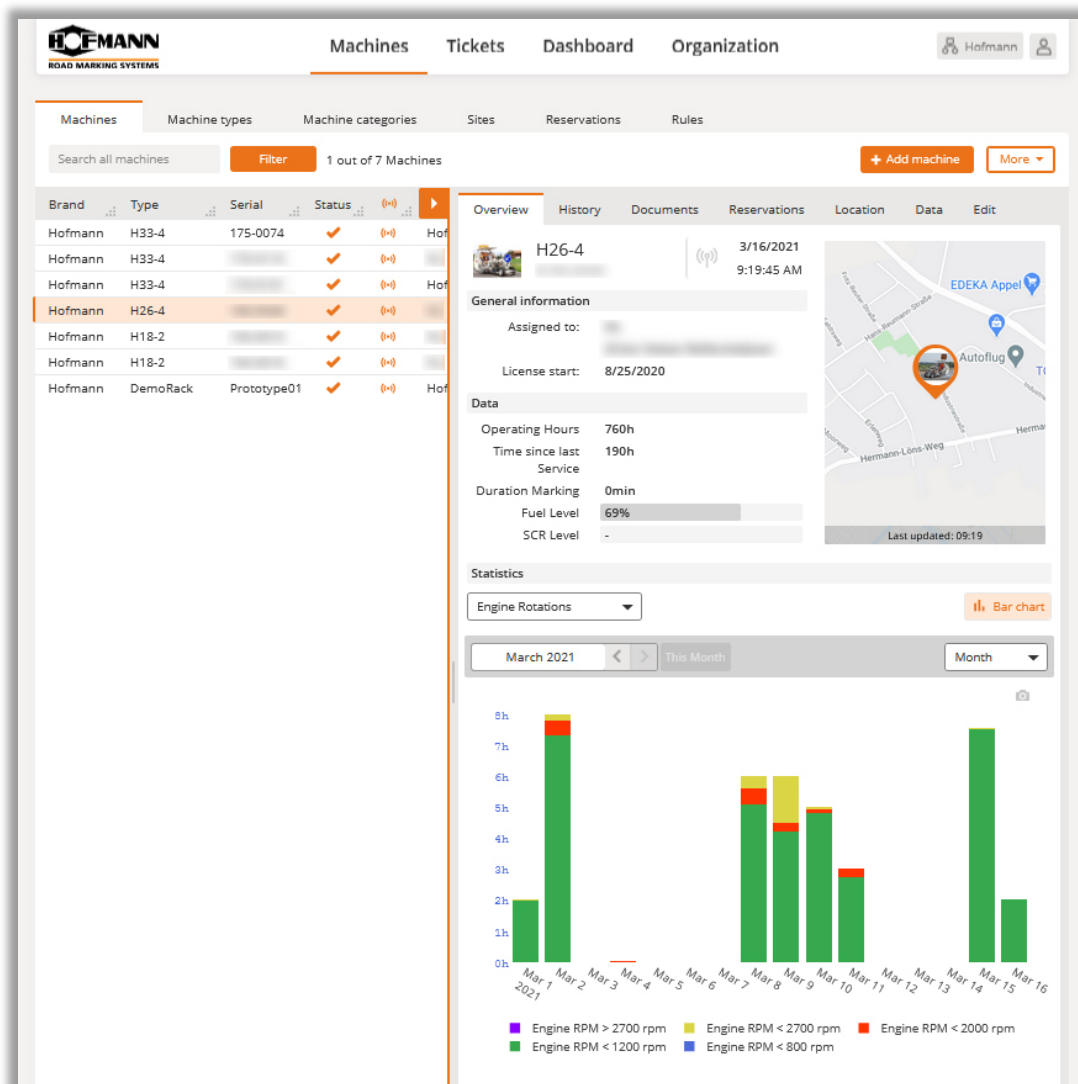 HOFMANN
ROAD MARKING SYSTEMS
Machines Tickets Dashboard Organization
Hofmann
Machines Machine types Machine categories Sites Reservations Rules
Search all machines Filter 1 out of 7 Machines + Add machine More
Brand Type Serial Status
Hofmann H33-4 175-0074 Hof
Hofmann H33-4
Hofmann H33-4 Hof
Hofmann H26-4
Hofmann H18-2
Hofmann H18-2
Hofmann DemoRack Prototype01 Hof
Overview History Documents Reservations Location Data Edit
H26-4
3/16/2021
9:19:45 AM
General information
Assigned to:
License start: 8/25/2020
Data
Operating Hours 760h
Time since last Service 190h
Duration Marking 0min
Fuel Level 69%
SCR Level -
EDEKA Appel
Autoflug
Hermann-Löns-Weg
Herma
Last updated: 09:19
Statistics
Engine Rotations Bar chart
March 2021 < > This Month Month
8h
7h
6h
5h
4h
3h
2h
1h
0h
Mar 1 2021 Mar 2 Mar 3 Mar 4 Mar 5 Mar 6 Mar 7 Mar 8 Mar 9 Mar 10 Mar 11 Mar 12 Mar 13 Mar 14 Mar 15 Mar 16
Engine RPM > 2700 rpm Engine RPM < 2700 rpm Engine RPM < 2000 rpm
Engine RPM < 1200 rpm Engine RPM < 800 rpm